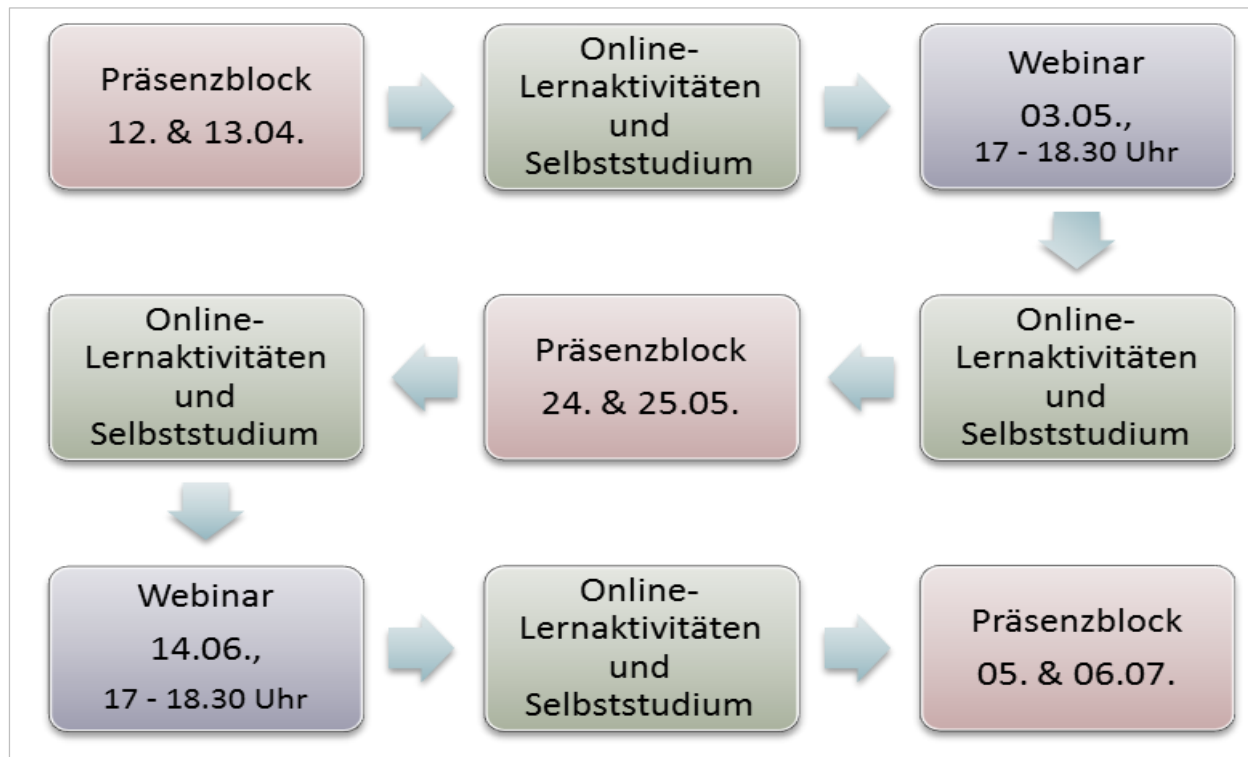 Präsenzblock
12. & 13.04.
Online-
Lernaktivitäten
und
Selbststudium
Webinar
03.05.,
17 - 18.30 Uhr
Online-
Lernaktivitäten
und
Selbststudium
Präsenzblock
24. & 25.05.
Online-
Lernaktivitäten
und
Selbststudium
Webinar
14.06.,
17 - 18.30 Uhr
Online-
Lernaktivitäten
und
Selbststudium
Präsenzblock
05. & 06.07.